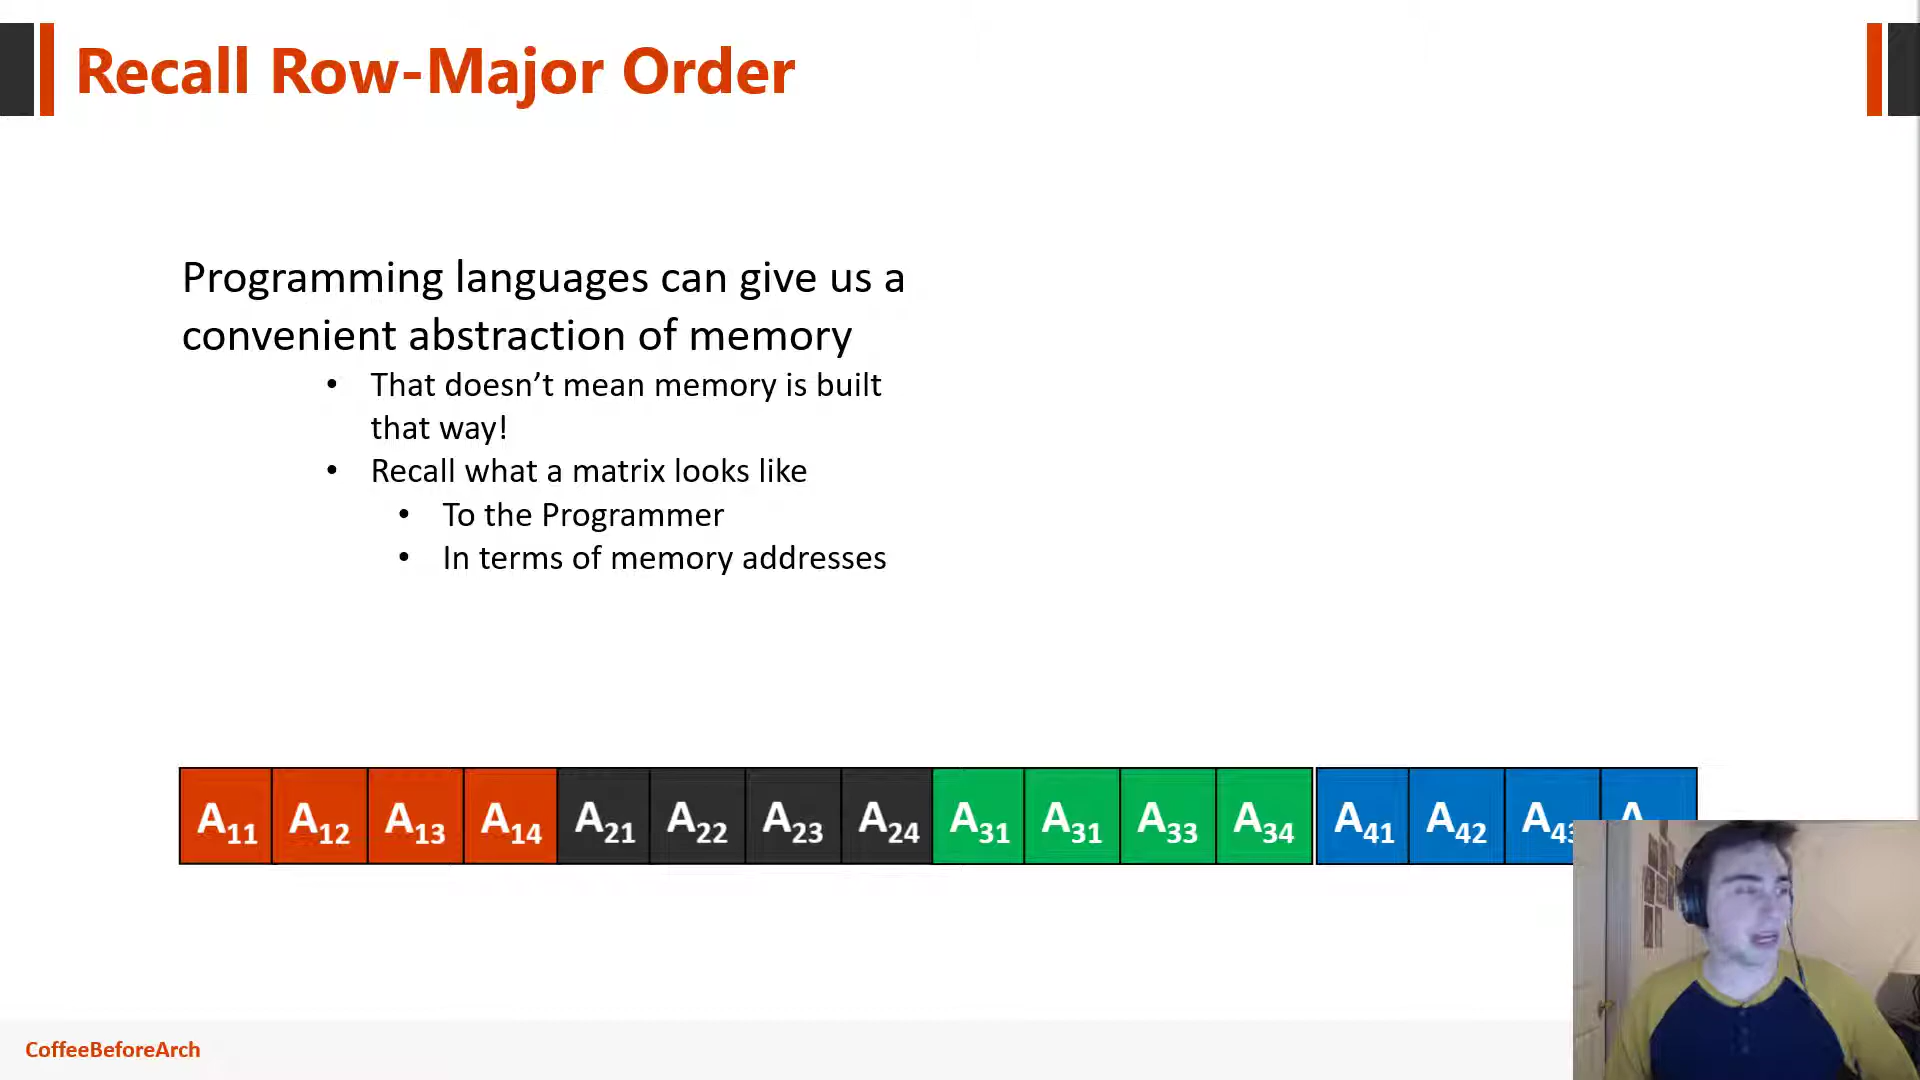 Recall Row-Major Order
Programming languages can give us a
convenient abstraction of memory
• That doesn’t mean memory is built
that way!
• Recall what a matrix looks like
• To the Programmer
• In terms of memory addresses
A11 A12 A13 A14 A21 A22 A23 A24 A31 A31 A33 A34 A41 A42 A43 A
CoffeeBeforeArch